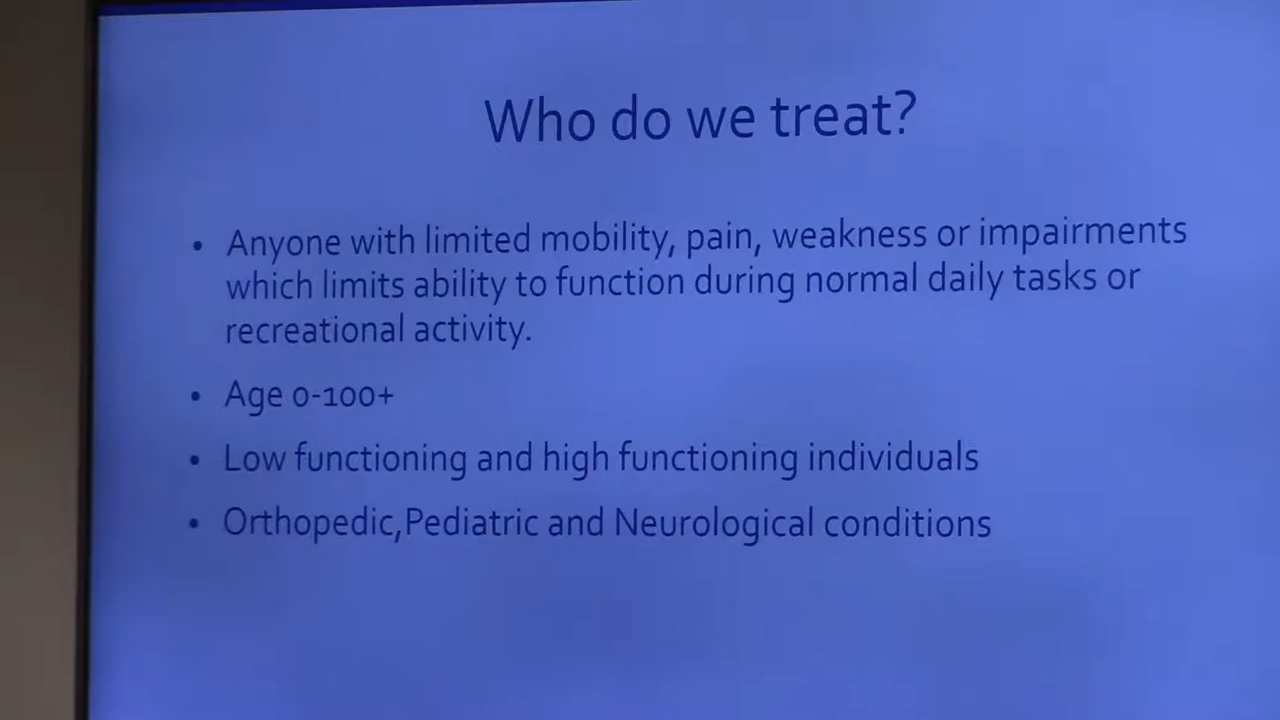 Who do we treat?
• Anyone with limited mobility, pain, weakness or impairments
which limits ability to function during normal daily tasks or
recreational activity.
• Age 0-100+
• Low functioning and high functioning individuals
• Orthopedic,Pediatric and Neurological conditions